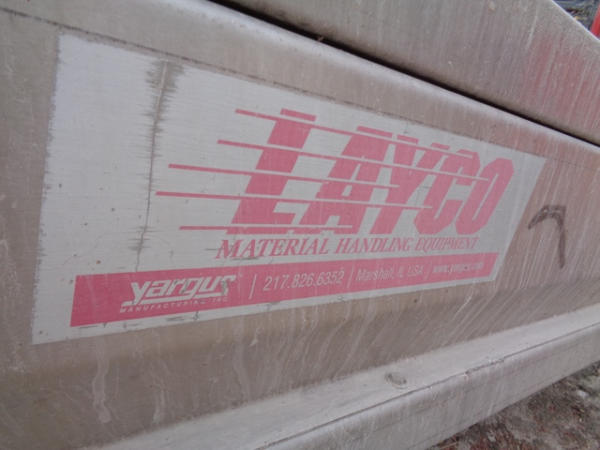 LAYCO
MATERIAL HANDLING EQUIPMENT
yargus MANUFACTURING, INC | 217.826.6352 | Marshall, IL USA |